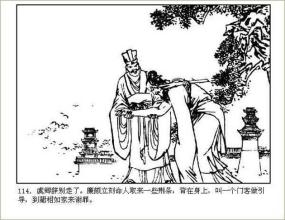 114. 虞卿辞别走了。廉颇立刻命人取来一些荆条，背在身上，叫一个门客做引
导，到蔺相如家来谢罪。